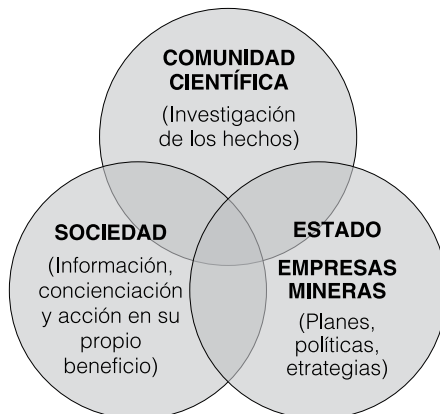 COMUNIDAD
CIENTÍFICA
(Investigación
de los hechos)
SOCIEDAD
(Información,
concienciación
y acción en su
propio
beneficio)
ESTADO
EMPRESAS
MINERAS
(Planes,
políticas,
etrategias)